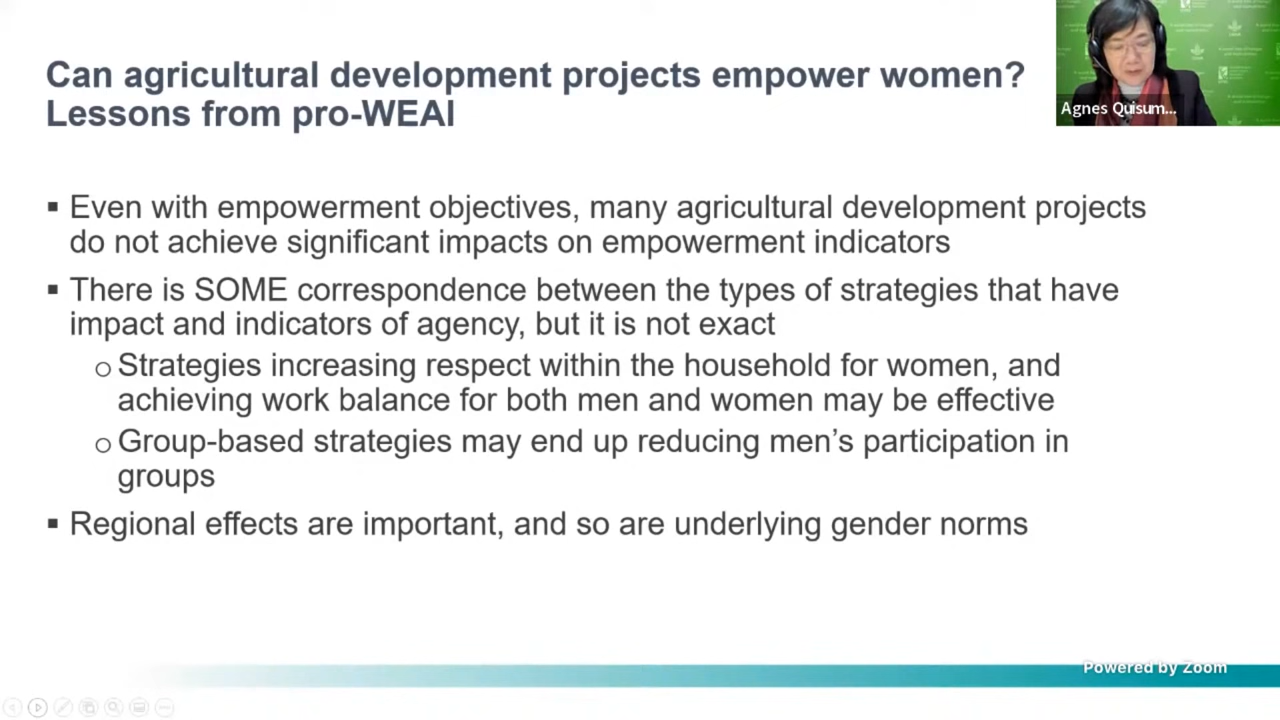 Can agricultural development projects empower women?
Lessons from pro-WEAI
Agnes Quisum...
▪ Even with empowerment objectives, many agricultural development projects
do not achieve significant impacts on empowerment indicators
▪ There is SOME correspondence between the types of strategies that have
impact and indicators of agency, but it is not exact
o Strategies increasing respect within the household for women, and
achieving work balance for both men and women may be effective
o Group-based strategies may end up reducing men’s participation in
groups
▪ Regional effects are important, and so are underlying gender norms
Powered by Zoom